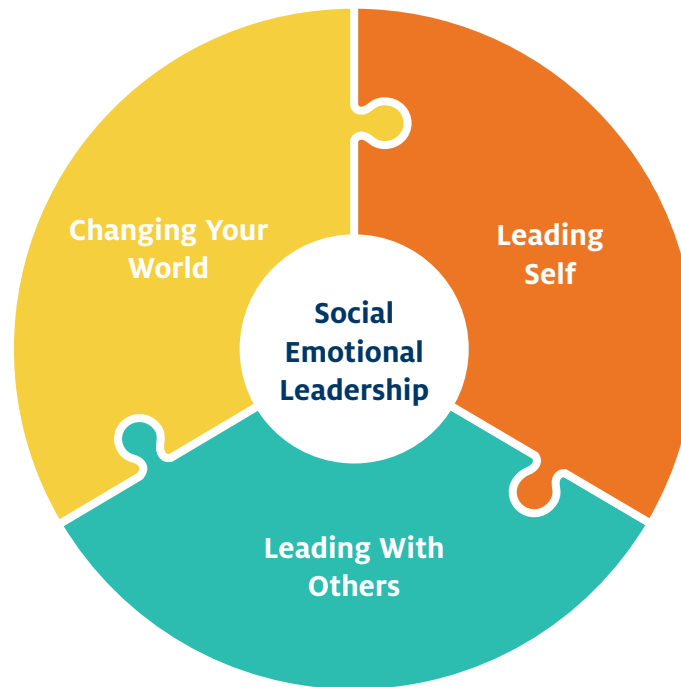 Changing Your
World
Leading
Self
Social
Emotional
Leadership
Leading With
Others